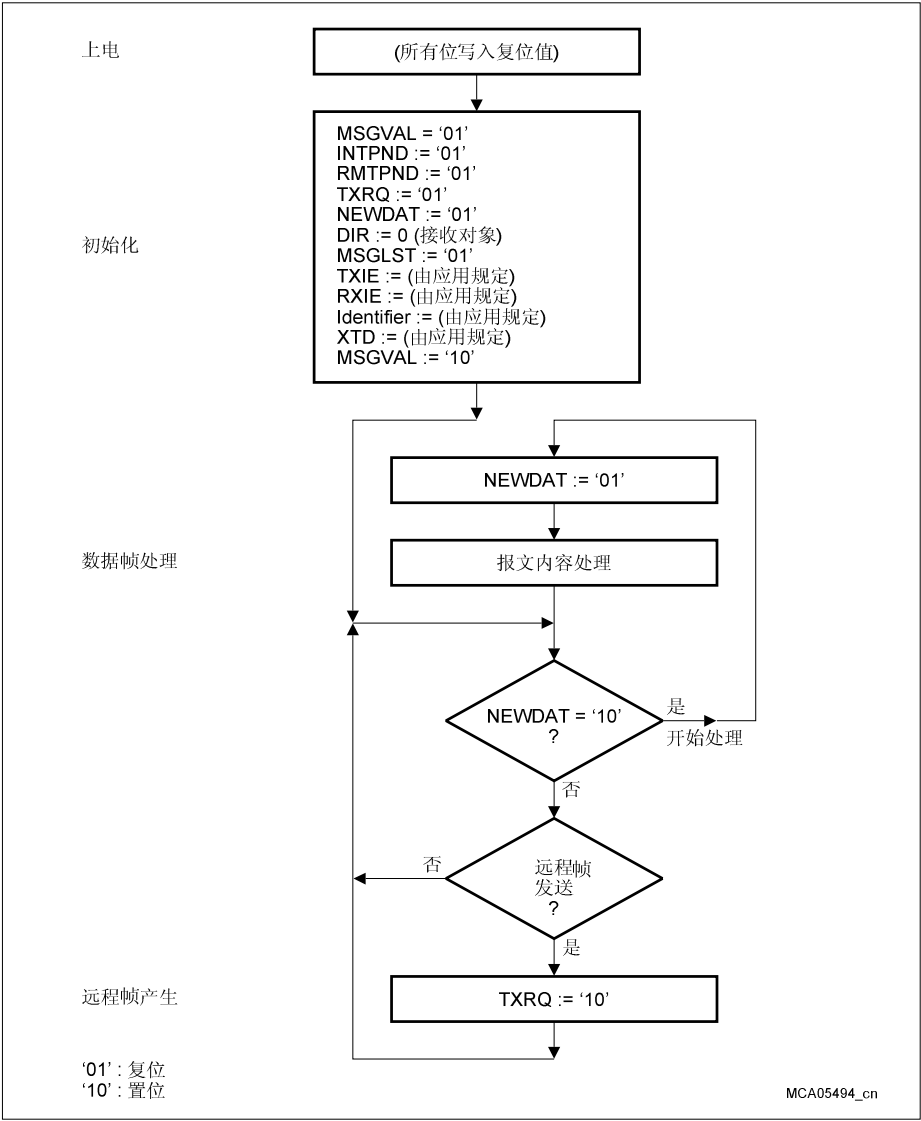 上电
(所有位写入复位值)
初始化
MSGVAL = ‘01’
INTPND := ‘01’
RMTPND := ‘01’
TXRQ := ‘01’
NEWDAT := ‘01’
DIR := 0 (接收对象)
MSGLST := ‘01’
TXIE := (由应用规定)
RXIE := (由应用规定)
Identifier := (由应用规定)
XTD := (由应用规定)
MSGVAL := ‘10’
NEWDAT := ‘01’
数据帧处理
报文内容处理
NEWDAT = ‘10’
?
是
开始处理
否
远程帧
发送
?
否
是
远程帧产生
TXRQ := ‘10’
‘01’ : 复位
‘10’ : 置位
MCA05494_cn